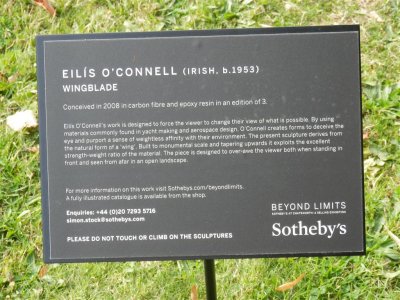 EILÍS O'CONNELL (IRISH, b.1953)
WINGBLADE
Conceived in 2008 in carbon fibre and epoxy resin in an edition of 3.
Eilís O'Connell's work is designed to force the viewer to change their view of what is possible. By using
materials commonly found in yacht making and aerospace design, O'Connell creates forms to deceive the
eye and purport a sense of weightless affinity with their environment. The present sculpture derives from
the natural form of a 'wing'. Built to monumental scale and tapering upwards it exploits the excellent
strength-weight ratio of the material. The piece is designed to over-awe the viewer both when standing in
front and seen from afar in an open landscape.
For more information on this work visit Sothebys.com/beyondlimits.
A fully illustrated catalogue is available from the shop.
Enquiries: +44 (0)20 7293 5716
simon.stock@sothebys.com
PLEASE DO NOT TOUCH OR CLIMB ON THE SCULPTURES
BEYOND LIMITS
SOTHEBY'S AT CHATSWORTH: A SELLING EXHIBITION
Sotheby's